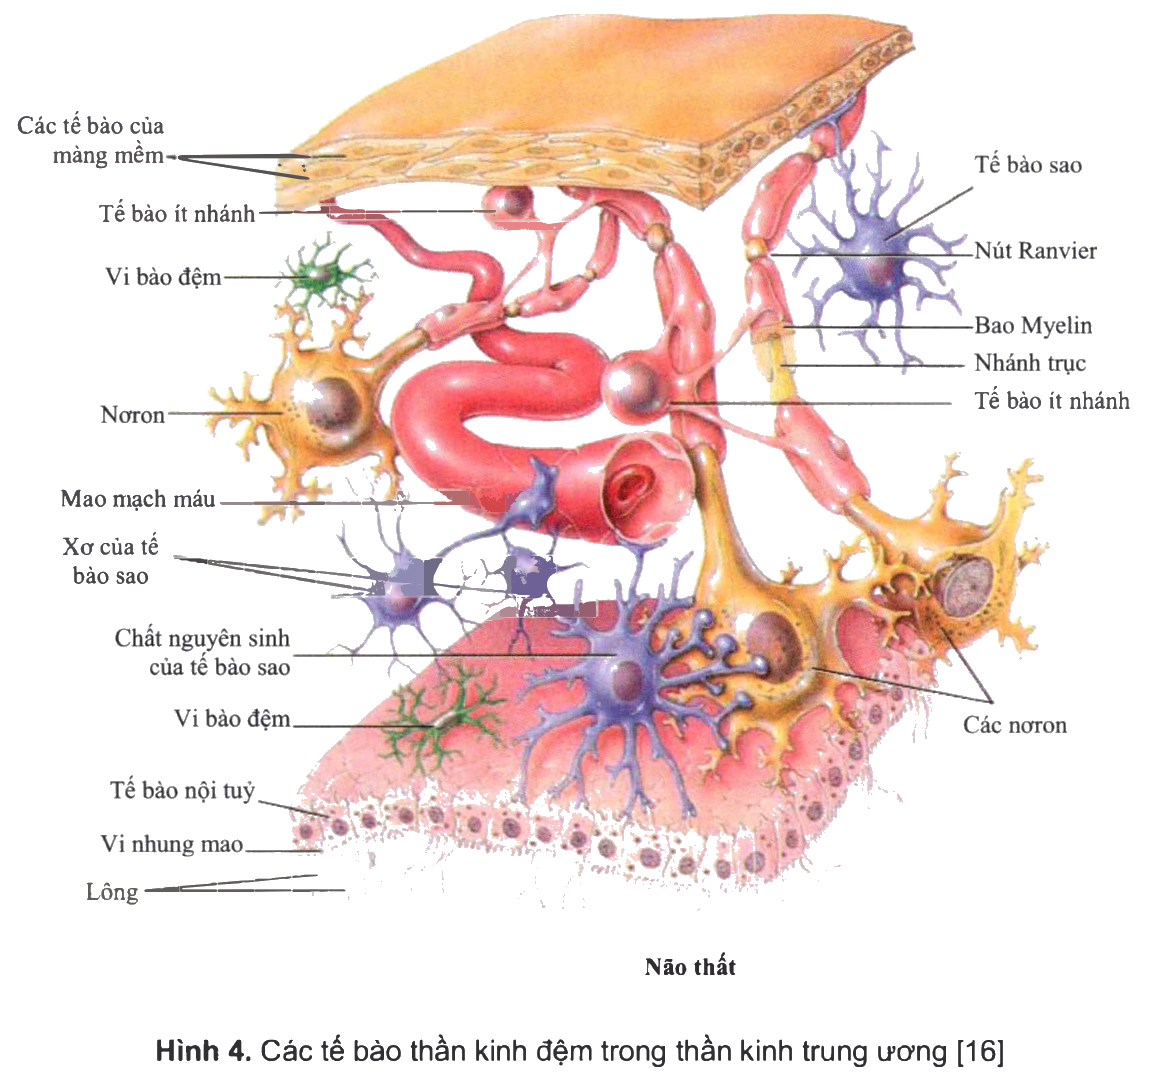 Các tế bào của
màng mềm
Tế bào ít nhánh
Vi bào đệm
Nơron
Mao mạch máu
Xơ của tế
bào sao
Chất nguyên sinh
của tế bào sao
Vi bào đệm
Tế bào nội tuỷ
Vi nhung mao
Lông
Tế bào sao
Nút Ranvier
Bao Myelin
Nhánh trục
Tế bào ít nhánh
Các nơron
Não thất
Hình 4. Các tế bào thần kinh đệm trong thần kinh trung ương [16]